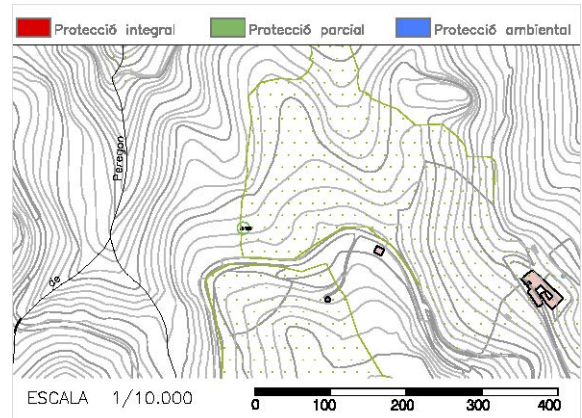 Protecció integral Protecció parcial Protecció ambiental
Peregon
de
ESCALA 1/10.000
0 100 200 300 400